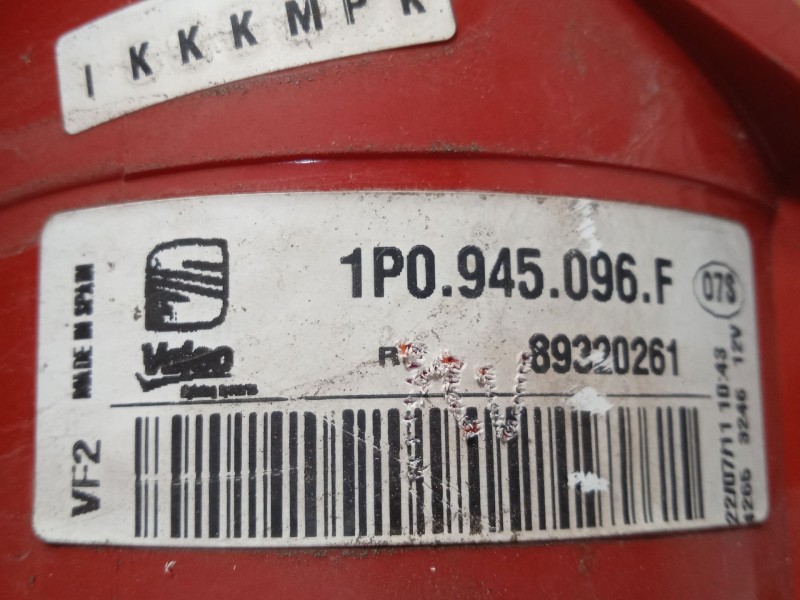 I K K K M P K
1P0.945.096.F
07S
MADE IN SPAIN
Valeo
Lighting Systems
R
89320261
VF2
22/07/11 10:43
4265 3246 12V